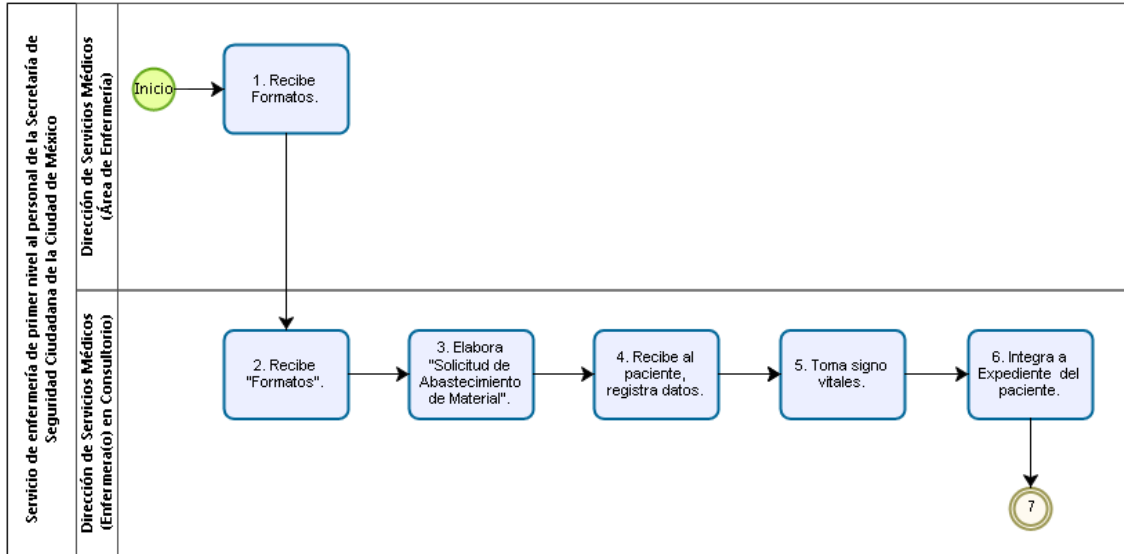 Servicio de enfermería de primer nivel al personal de la Secretaría de
Seguridad Ciudadana de la Ciudad de México
Dirección de Servicios Médicos
(Área de Enfermería)
Inicio
1. Recibe
Formatos.
Dirección de Servicios Médicos
(Enfermera(o) en Consultorio)
2. Recibe
"Formatos".
3. Elabora
"Solicitud de
Abastecimiento
de Material".
4. Recibe al
paciente,
registra datos.
5. Toma signo
vitales.
6. Integra a
Expediente del
paciente.
7